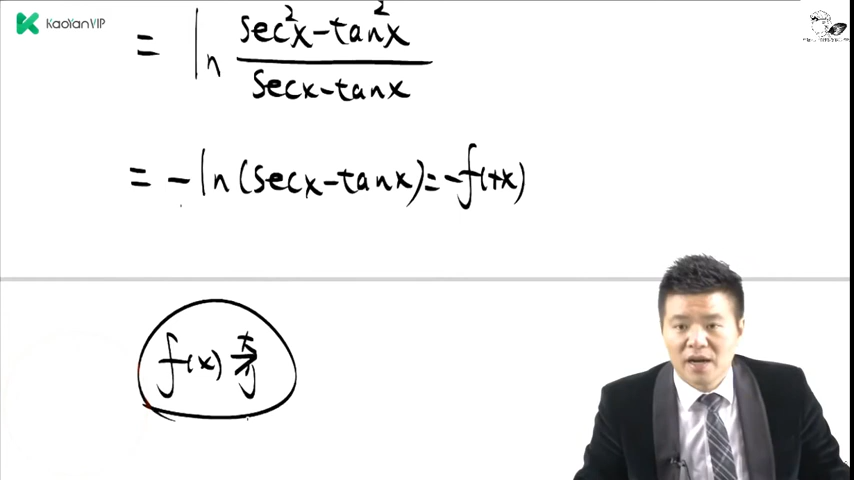 KaoYanVIP
= ln sec²x-tan²x / secx-tanx
= -ln(secx-tanx)=-f(+x)
f(x)奇